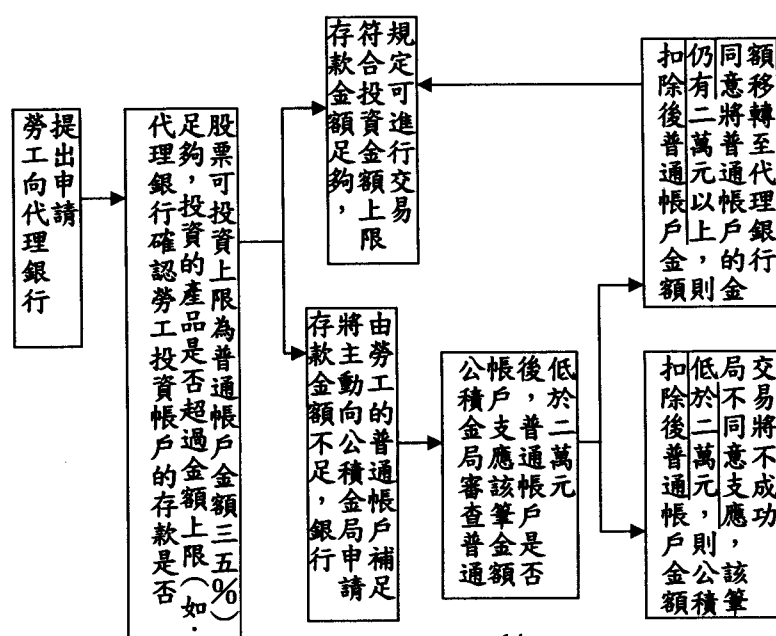 勞工向代理銀行
提出申請
代理銀行確認勞工投資帳戶的存款是否
足夠，投資的產品是否超過金額上限（如：
股票可投資上限為普通帳戶金額三五%）
存款金額足夠，
符合投資金額上限
規定可進行交易
存款金額不足，銀行
將主動向公積金局申請
由勞工的普通帳戶補足
公積金局審查普通
帳戶支應該筆金額
後，普通帳戶是否
低於二萬元
扣除後普通帳戶金額
仍有二萬元以上，則
同意將普通帳戶的金
額移轉至代理銀行
扣除後普通帳戶金額
低於二萬元，則公積
局不同意支應，該筆
交易將不成功